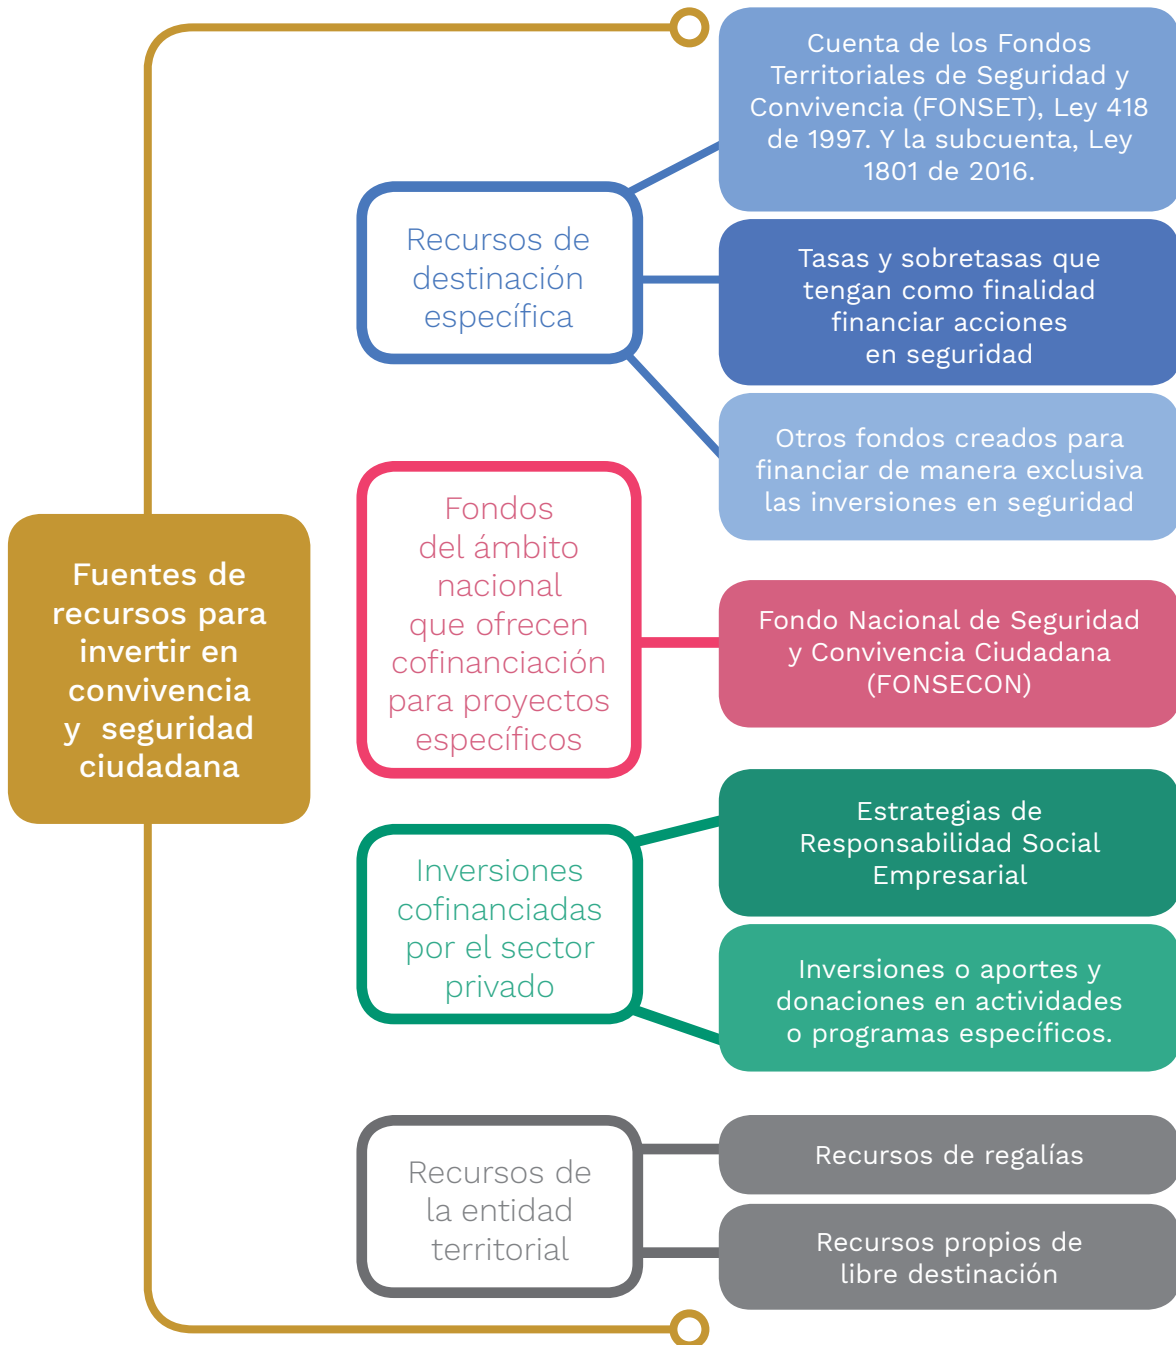 Fuentes de
recursos para
invertir en
convivencia
y seguridad
ciudadana
Recursos de
destinación
específica
Cuenta de los Fondos
Territoriales de Seguridad y
Convivencia (FONSET), Ley 418
de 1997. Y la subcuenta, Ley
1801 de 2016.
Tasas y sobretasas que
tengan como finalidad
financiar acciones
en seguridad
Otros fondos creados para
financiar de manera exclusiva
las inversiones en seguridad
Fondos
del ámbito
nacional
que ofrecen
cofinanciación
para proyectos
específicos
Fondo Nacional de Seguridad
y Convivencia Ciudadana
(FONSECON)
Inversiones
cofinanciadas
por el sector
privado
Estrategias de
Responsabilidad Social
Empresarial
Inversiones o aportes y
donaciones en actividades
o programas específicos.
Recursos de
la entidad
territorial
Recursos de regalías
Recursos propios de
libre destinación